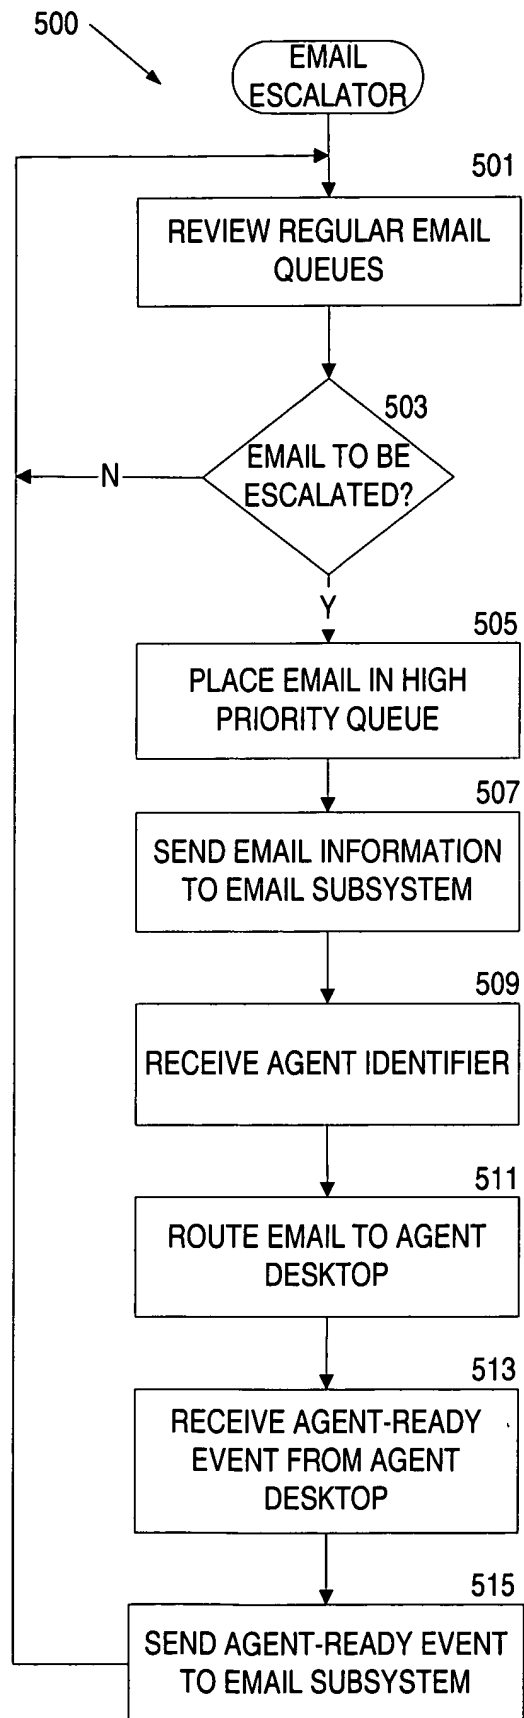 500
EMAIL
ESCALATOR
501
REVIEW REGULAR EMAIL
QUEUES
503
EMAIL TO BE
ESCALATED?
N
Y
505
PLACE EMAIL IN HIGH
PRIORITY QUEUE
507
SEND EMAIL INFORMATION
TO EMAIL SUBSYSTEM
509
RECEIVE AGENT IDENTIFIER
511
ROUTE EMAIL TO AGENT
DESKTOP
513
RECEIVE AGENT-READY
EVENT FROM AGENT
DESKTOP
515
SEND AGENT-READY EVENT
TO EMAIL SUBSYSTEM